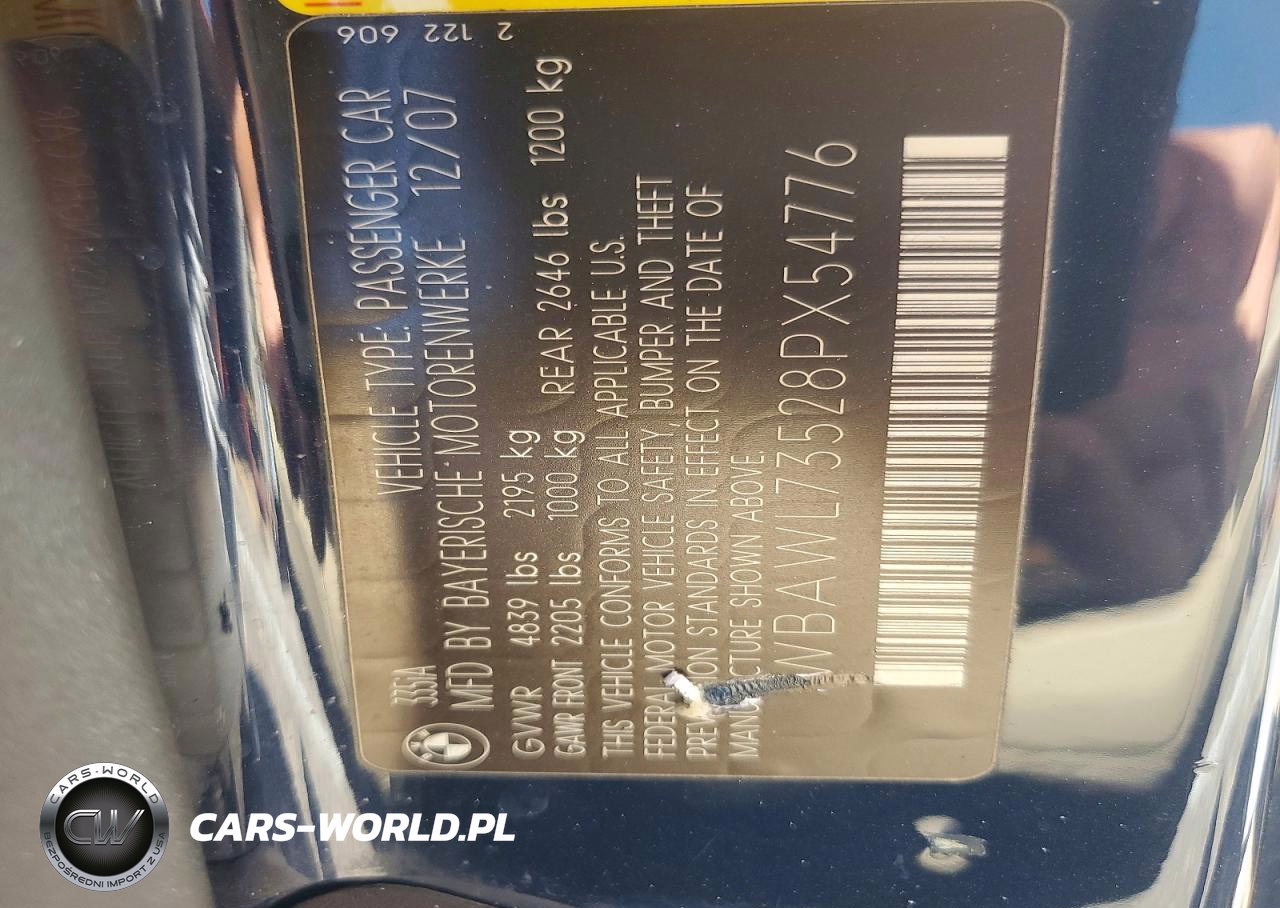 2 122 606
335iA VEHICLE TYPE: PASSENGER CAR
MFD BY BAYERISCHE MOTORENWERKE 12/07
GVWR 4839 lbs 2195 kg
GAWR FRONT 2205 lbs 1000 kg REAR 2646 lbs 1200 kg
THIS VEHICLE CONFORMS TO ALL APPLICABLE U.S.
FEDERAL MOTOR VEHICLE SAFETY, BUMPER AND THEFT
STANDARDS IN EFFECT ON THE DATE OF
SHOWN ABOVE.
WBAWL73528PX54776
CARS-WORLD
CW
BEZPOŚREDNI IMPORT Z USA
CARS-WORLD.PL